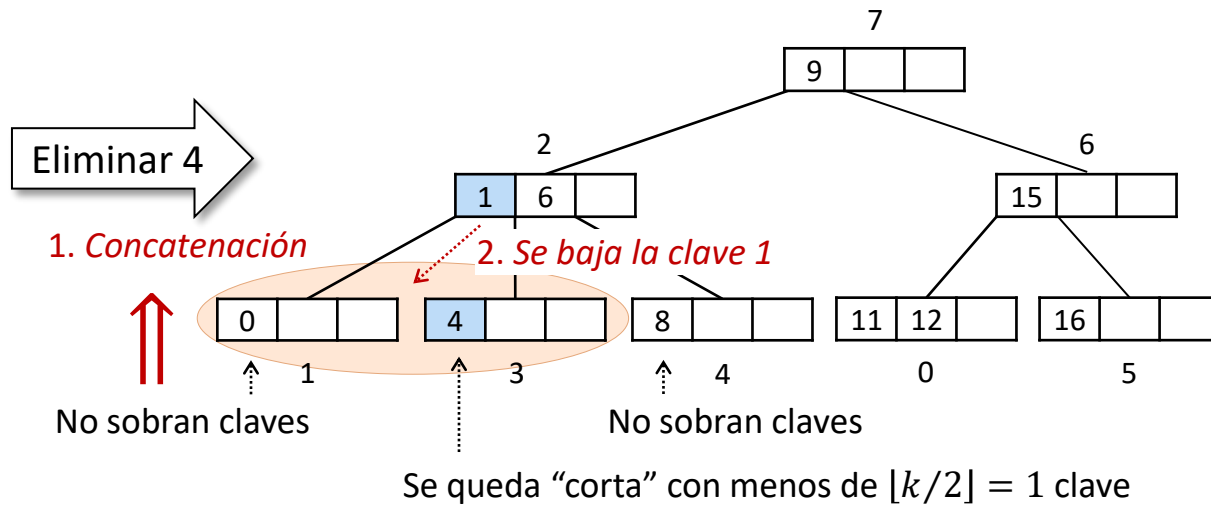 7
9
Eliminar 4
2
6
1 6
15
1. Concatenación
2. Se baja la clave 1
0
4
8
11 12
16
1
3
4
0
5
No sobran claves
No sobran claves
Se queda “corta” con menos de ⌊k/2⌋ = 1 clave